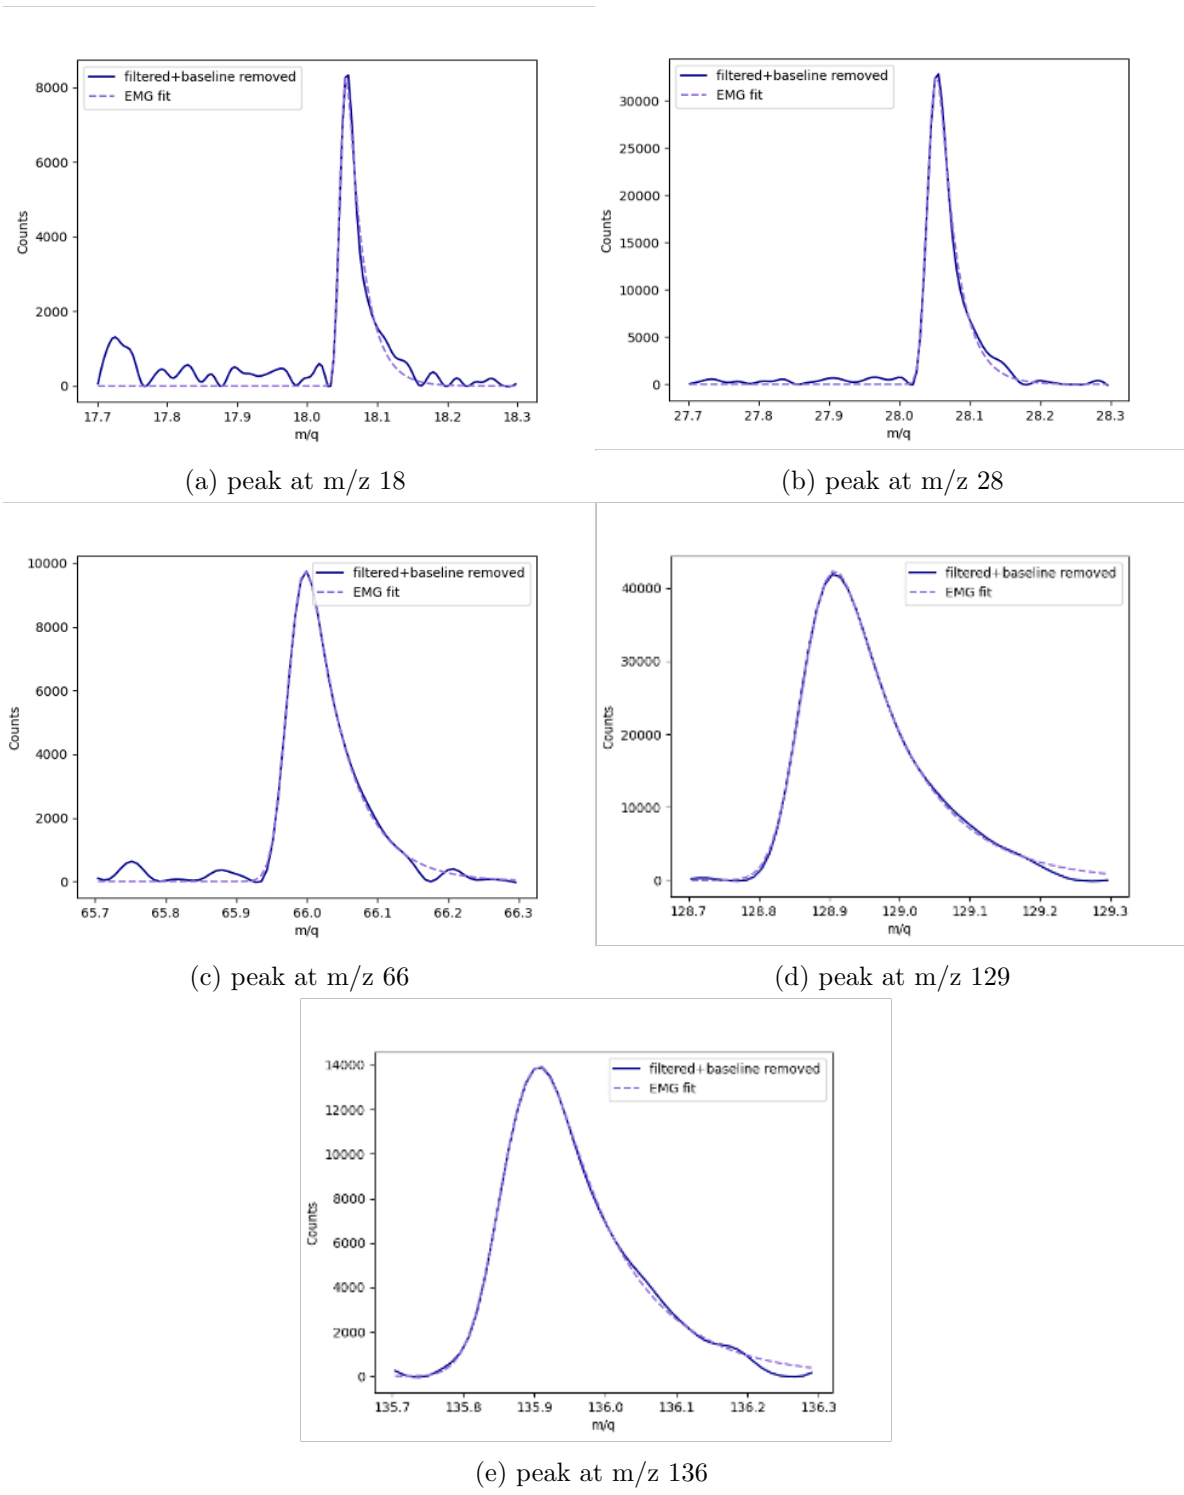 filtered+baseline removed
EMG fit
8000
6000
4000
2000
0
Counts
17.7 17.8 17.9 18.0 18.1 18.2 18.3
m/q
(a) peak at m/z 18
filtered+baseline removed
EMG fit
30000
25000
20000
15000
10000
5000
0
Counts
27.7 27.8 27.9 28.0 28.1 28.2 28.3
m/q
(b) peak at m/z 28
filtered+baseline removed
EMG fit
10000
8000
6000
4000
2000
0
Counts
65.7 65.8 65.9 66.0 66.1 66.2 66.3
m/q
(c) peak at m/z 66
filtered+baseline removed
EMG fit
40000
30000
20000
10000
0
Counts
128.7 128.8 128.9 129.0 129.1 129.2 129.3
m/q
(d) peak at m/z 129
filtered+baseline removed
EMG fit
14000
12000
10000
8000
6000
4000
2000
0
Counts
135.7 135.8 135.9 136.0 136.1 136.2 136.3
m/q
(e) peak at m/z 136